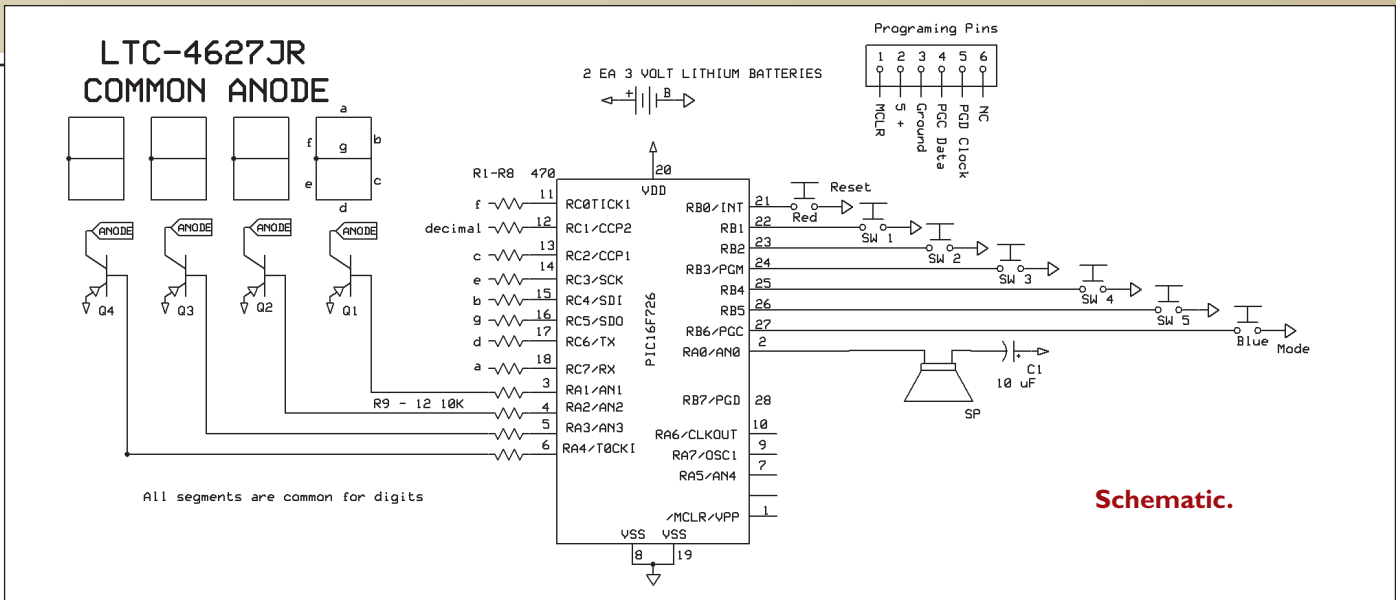 LTC-4627JR
COMMON ANODE
a
f
g
b
e
c
d
ANODE
ANODE
ANODE
ANODE
Q4
Q3
Q2
Q1
2 EA 3 VOLT LITHIUM BATTERIES
+
B
Programing Pins
1 2 3 4 5 6
MCLR
5 +
Ground
PGC Data
PGD Clock
NC
R1-R8 470
f 11 RC0TICK1
decimal 12 RC1/CCP2
c 13 RC2/CCP1
e 14 RC3/SCK
b 15 RC4/SDI
g 16 RC5/SDO
d 17 RC6/TX
a 18 RC7/RX
3 RA1/AN1
R9 - 12 10K
4 RA2/AN2
5 RA3/AN3
6 RA4/T0CKI
20
VDD
PIC16F726
RB0/INT 21
Red
Reset
RB1 22
SW 1
RB2 23
SW 2
RB3/PGM 24
SW 3
RB4 25
SW 4
RB5 26
SW 5
RB6/PGC 27
Blue
Mode
RA0/AN0 2
+
C1
10 uF
SP
RB7/PGD 28
RA6/CLKOUT 10
RA7/OSC1 9
RA5/AN4 7
/MCLR/VPP 1
VSS VSS
8 19
All segments are common for digits
Schematic.